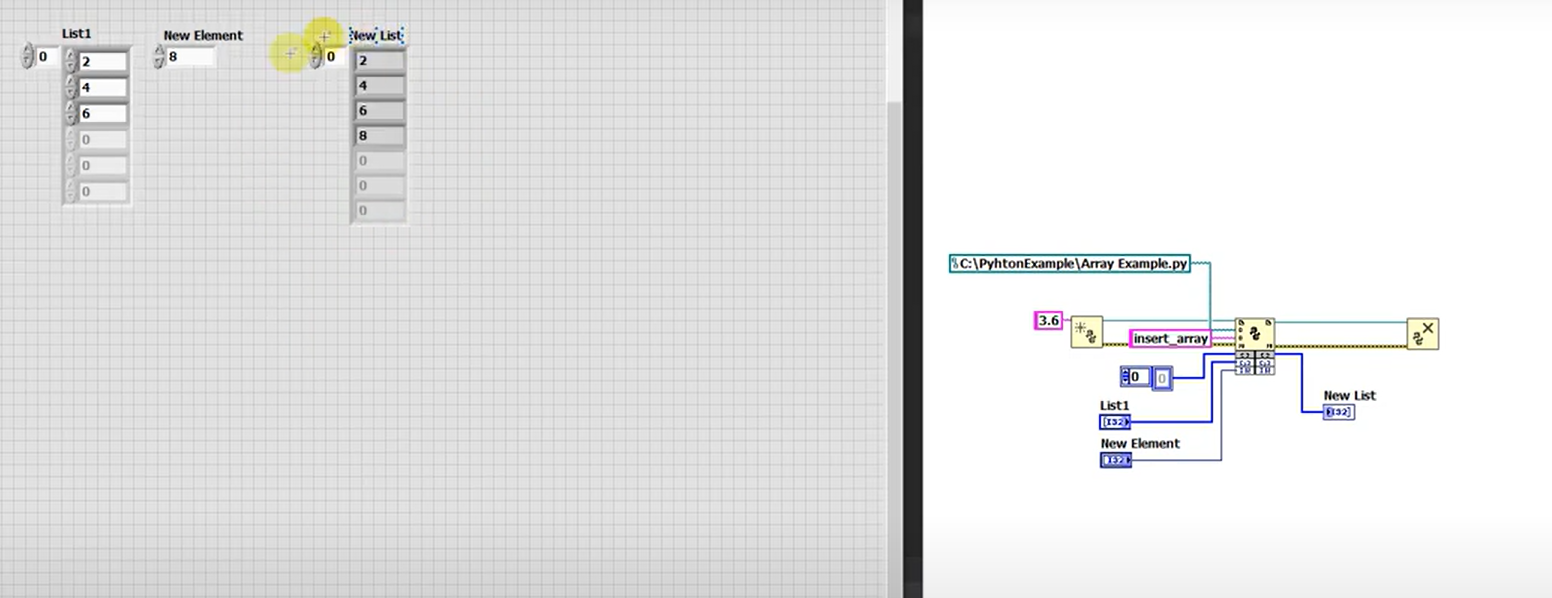 List1
New Element
New List
0
2
4
6
0
0
0
8
0
2
4
6
8
0
0
0
C:\PyhtonExample\Array Example.py
3.6
insert_array
0
0
List1
[I32]
New Element
I32
New List
[I32]